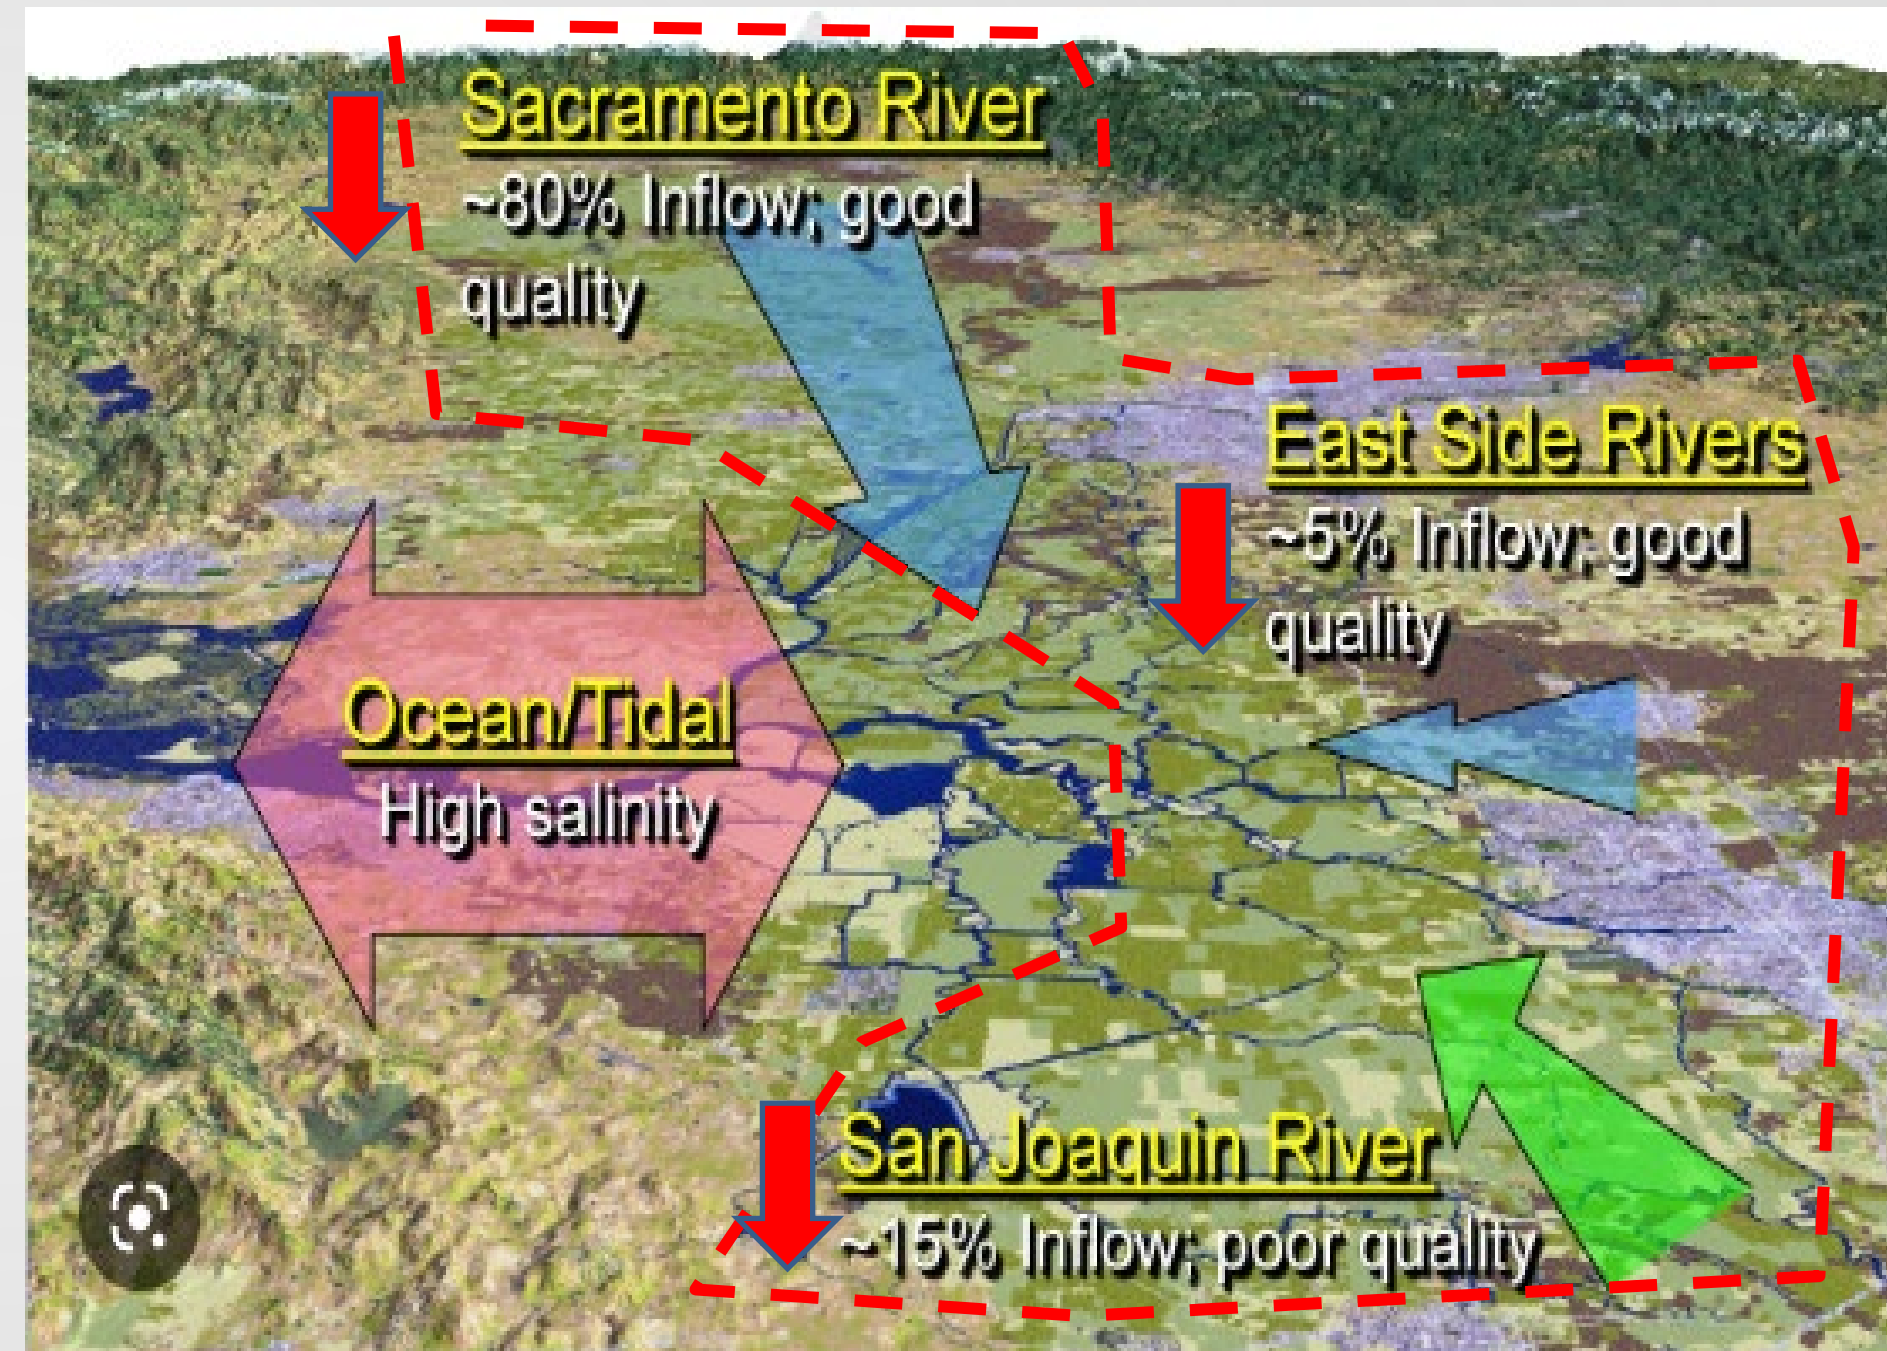 Sacramento River
~80% Inflow; good
quality
East Side Rivers
~5% Inflow; good
quality
Ocean/Tidal
High salinity
San Joaquin River
~15% Inflow; poor quality